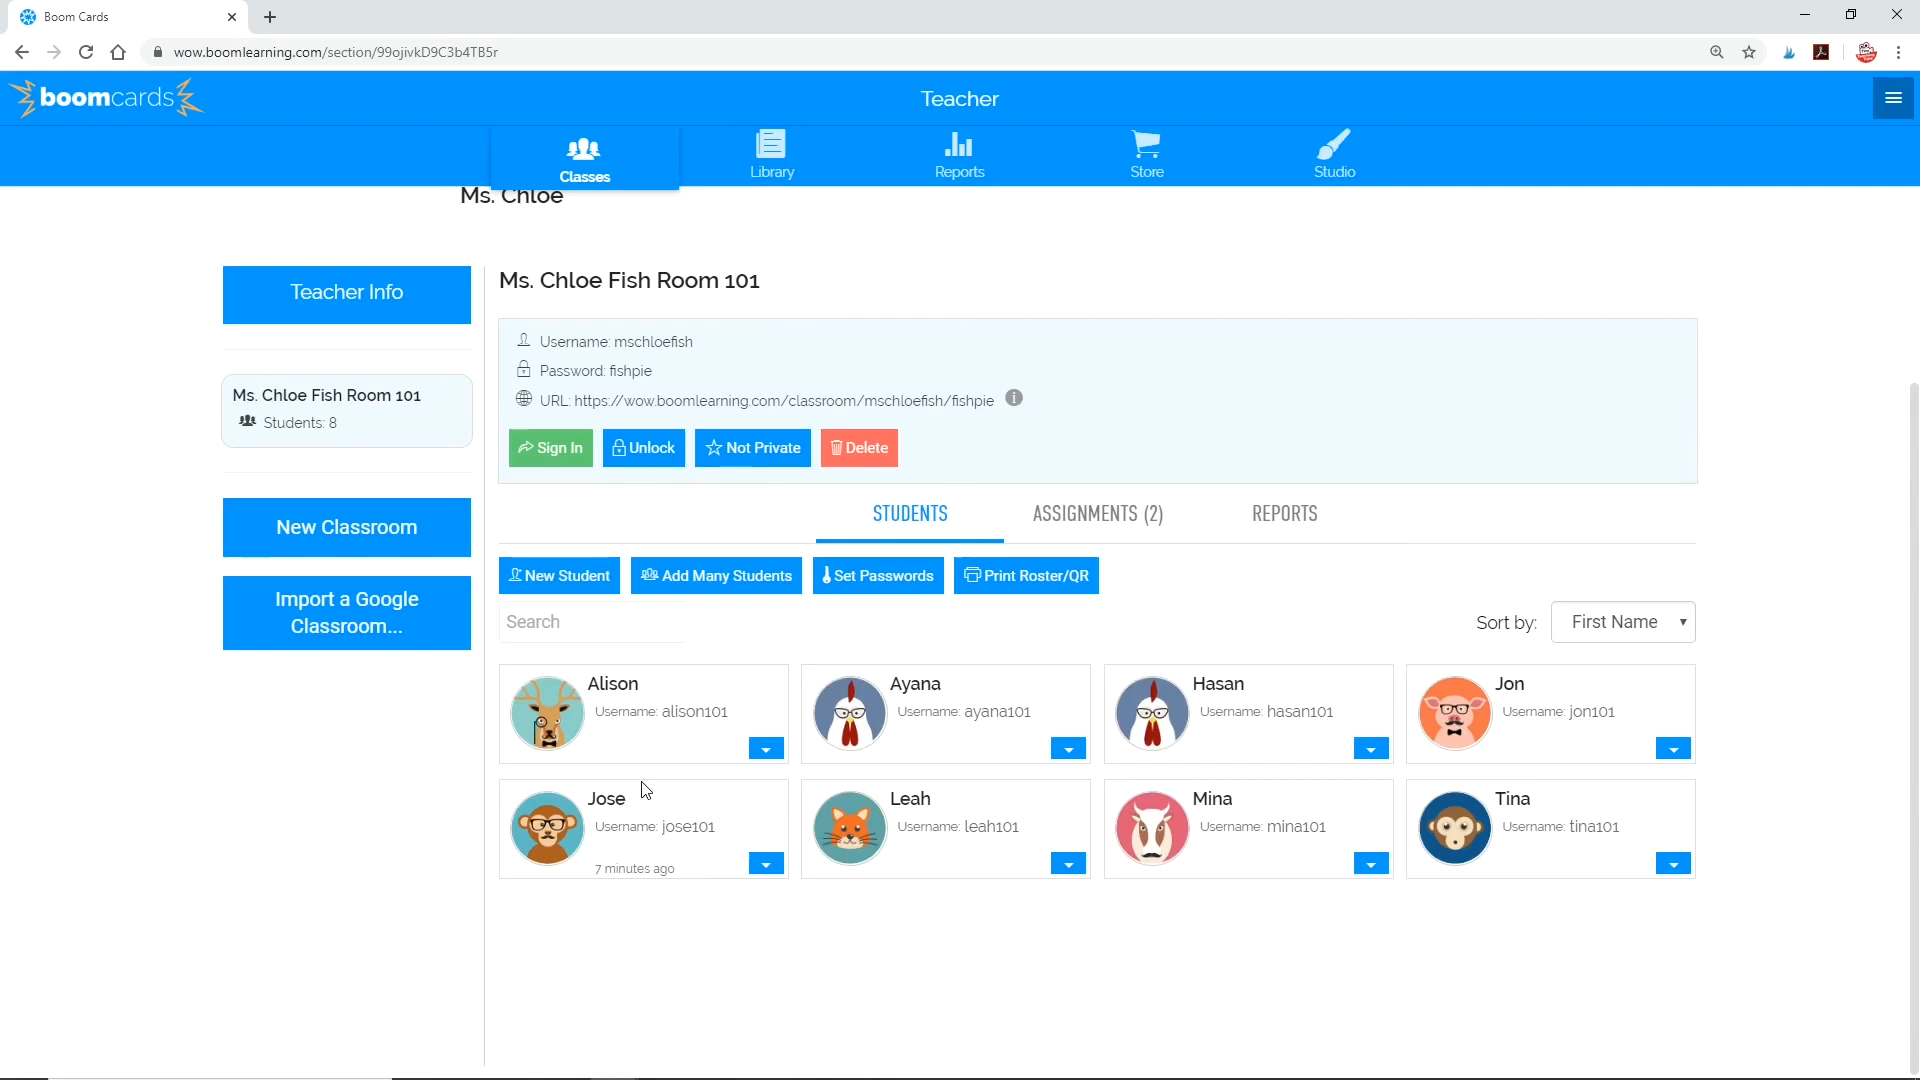 Boom Cards
wow.boomlearning.com/section/99ojivkD9C3b4TB5r
boomcards
Teacher
Classes
Library
Reports
Store
Studio
Ms. Chloe
Teacher Info
Ms. Chloe Fish Room 101
Students: 8
New Classroom
Import a Google
Classroom...
Ms. Chloe Fish Room 101
Username: mschloefish
Password: fishpie
URL: https://wow.boomlearning.com/classroom/mschloefish/fishpie
Sign In
Unlock
Not Private
Delete
STUDENTS
ASSIGNMENTS (2)
REPORTS
New Student
Add Many Students
Set Passwords
Print Roster/QR
Search
Sort by:
First Name
Alison
Username: alison101
Ayana
Username: ayana101
Hasan
Username: hasan101
Jon
Username: jon101
Jose
Username: jose101
7 minutes ago
Leah
Username: leah101
Mina
Username: mina101
Tina
Username: tina101